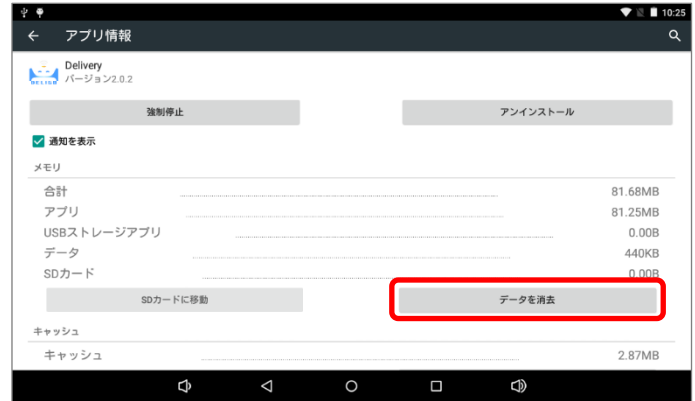 10:25
アプリ情報
Delivery
バージョン2.0.2
強制停止 アンインストール
通知を表示
メモリ
合計 81.68MB
アプリ 81.25MB
USBストレージアプリ 0.00B
データ 440KB
SDカード 0.00B
SDカードに移動 データを消去
キャッシュ
キャッシュ 2.87MB